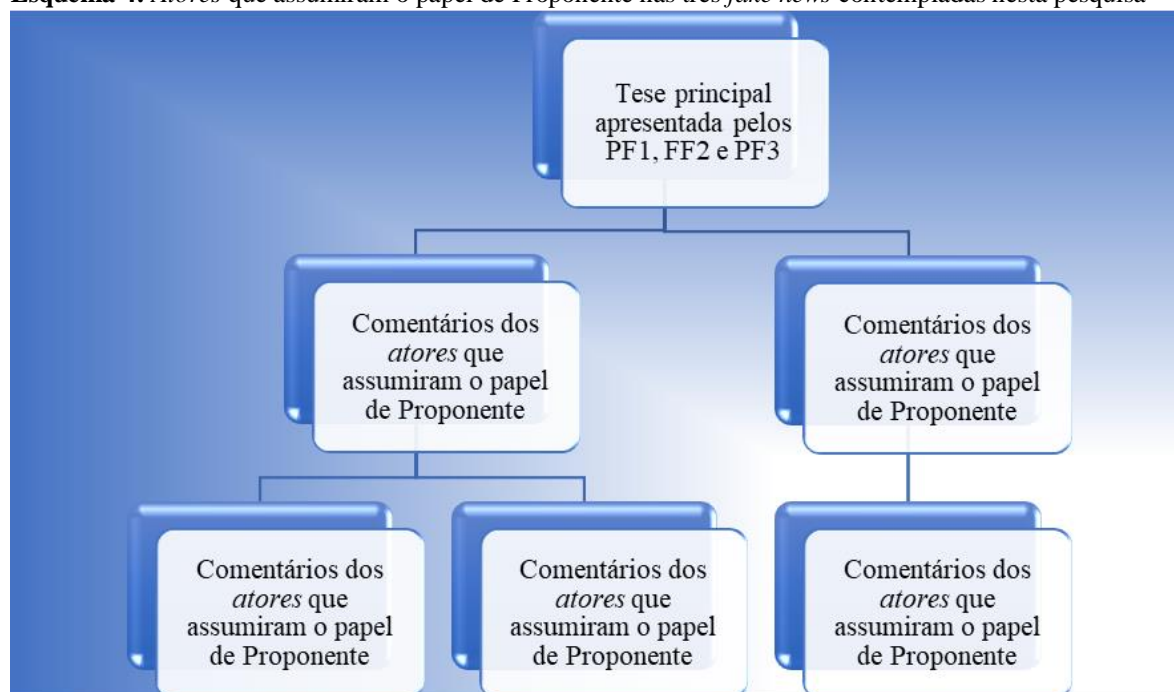 Esquema 4. Atores que assumiram o papel de Proponente nas três fake news contempladas nesta pesquisa
Tese principal
apresentada pelos
PF1, FF2 e PF3
Comentários dos
atores que
assumiram o papel
de Proponente
Comentários dos
atores que
assumiram o papel
de Proponente
Comentários dos
atores que
assumiram o papel
de Proponente
Comentários dos
atores que
assumiram o papel
de Proponente
Comentários dos
atores que
assumiram o papel
de Proponente